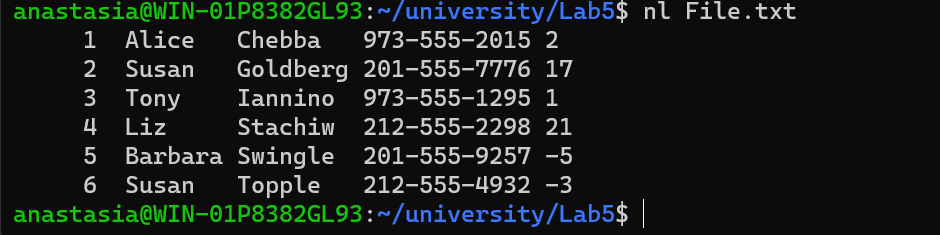 anastasia@WIN-01P8382GL93:~/university/Lab5$ nl File.txt
     1  Alice   Chebba   973-555-2015 2
     2  Susan   Goldberg 201-555-7776 17
     3  Tony    Iannino  973-555-1295 1
     4  Liz     Stachiw  212-555-2298 21
     5  Barbara Swingle  201-555-9257 -5
     6  Susan   Topple   212-555-4932 -3
anastasia@WIN-01P8382GL93:~/university/Lab5$